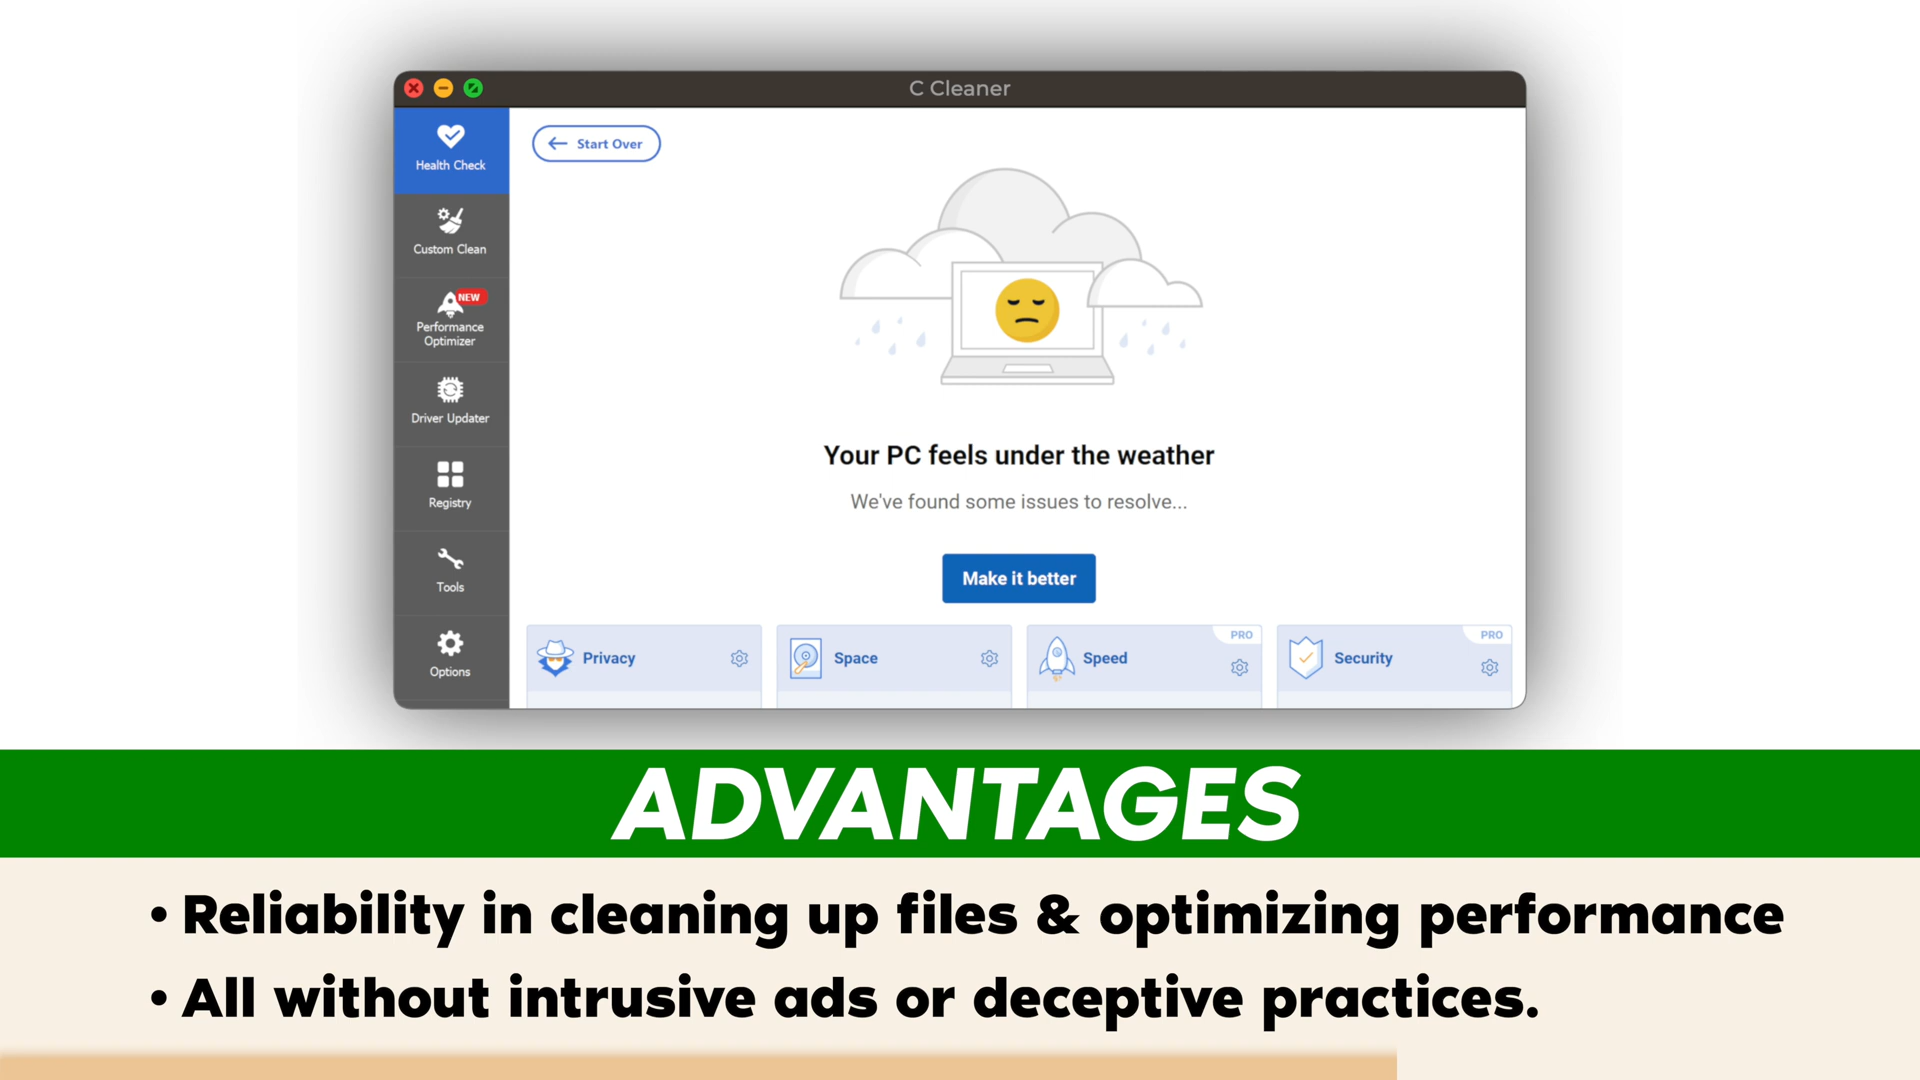 C Cleaner
Health Check
Start Over
Custom Clean
NEW
Performance
Optimizer
Driver Updater
Registry
Tools
Options
Your PC feels under the weather
We've found some issues to resolve...
Make it better
Privacy
Space
Speed
PRO
Security
PRO
ADVANTAGES
• Reliability in cleaning up files & optimizing performance
• All without intrusive ads or deceptive practices.